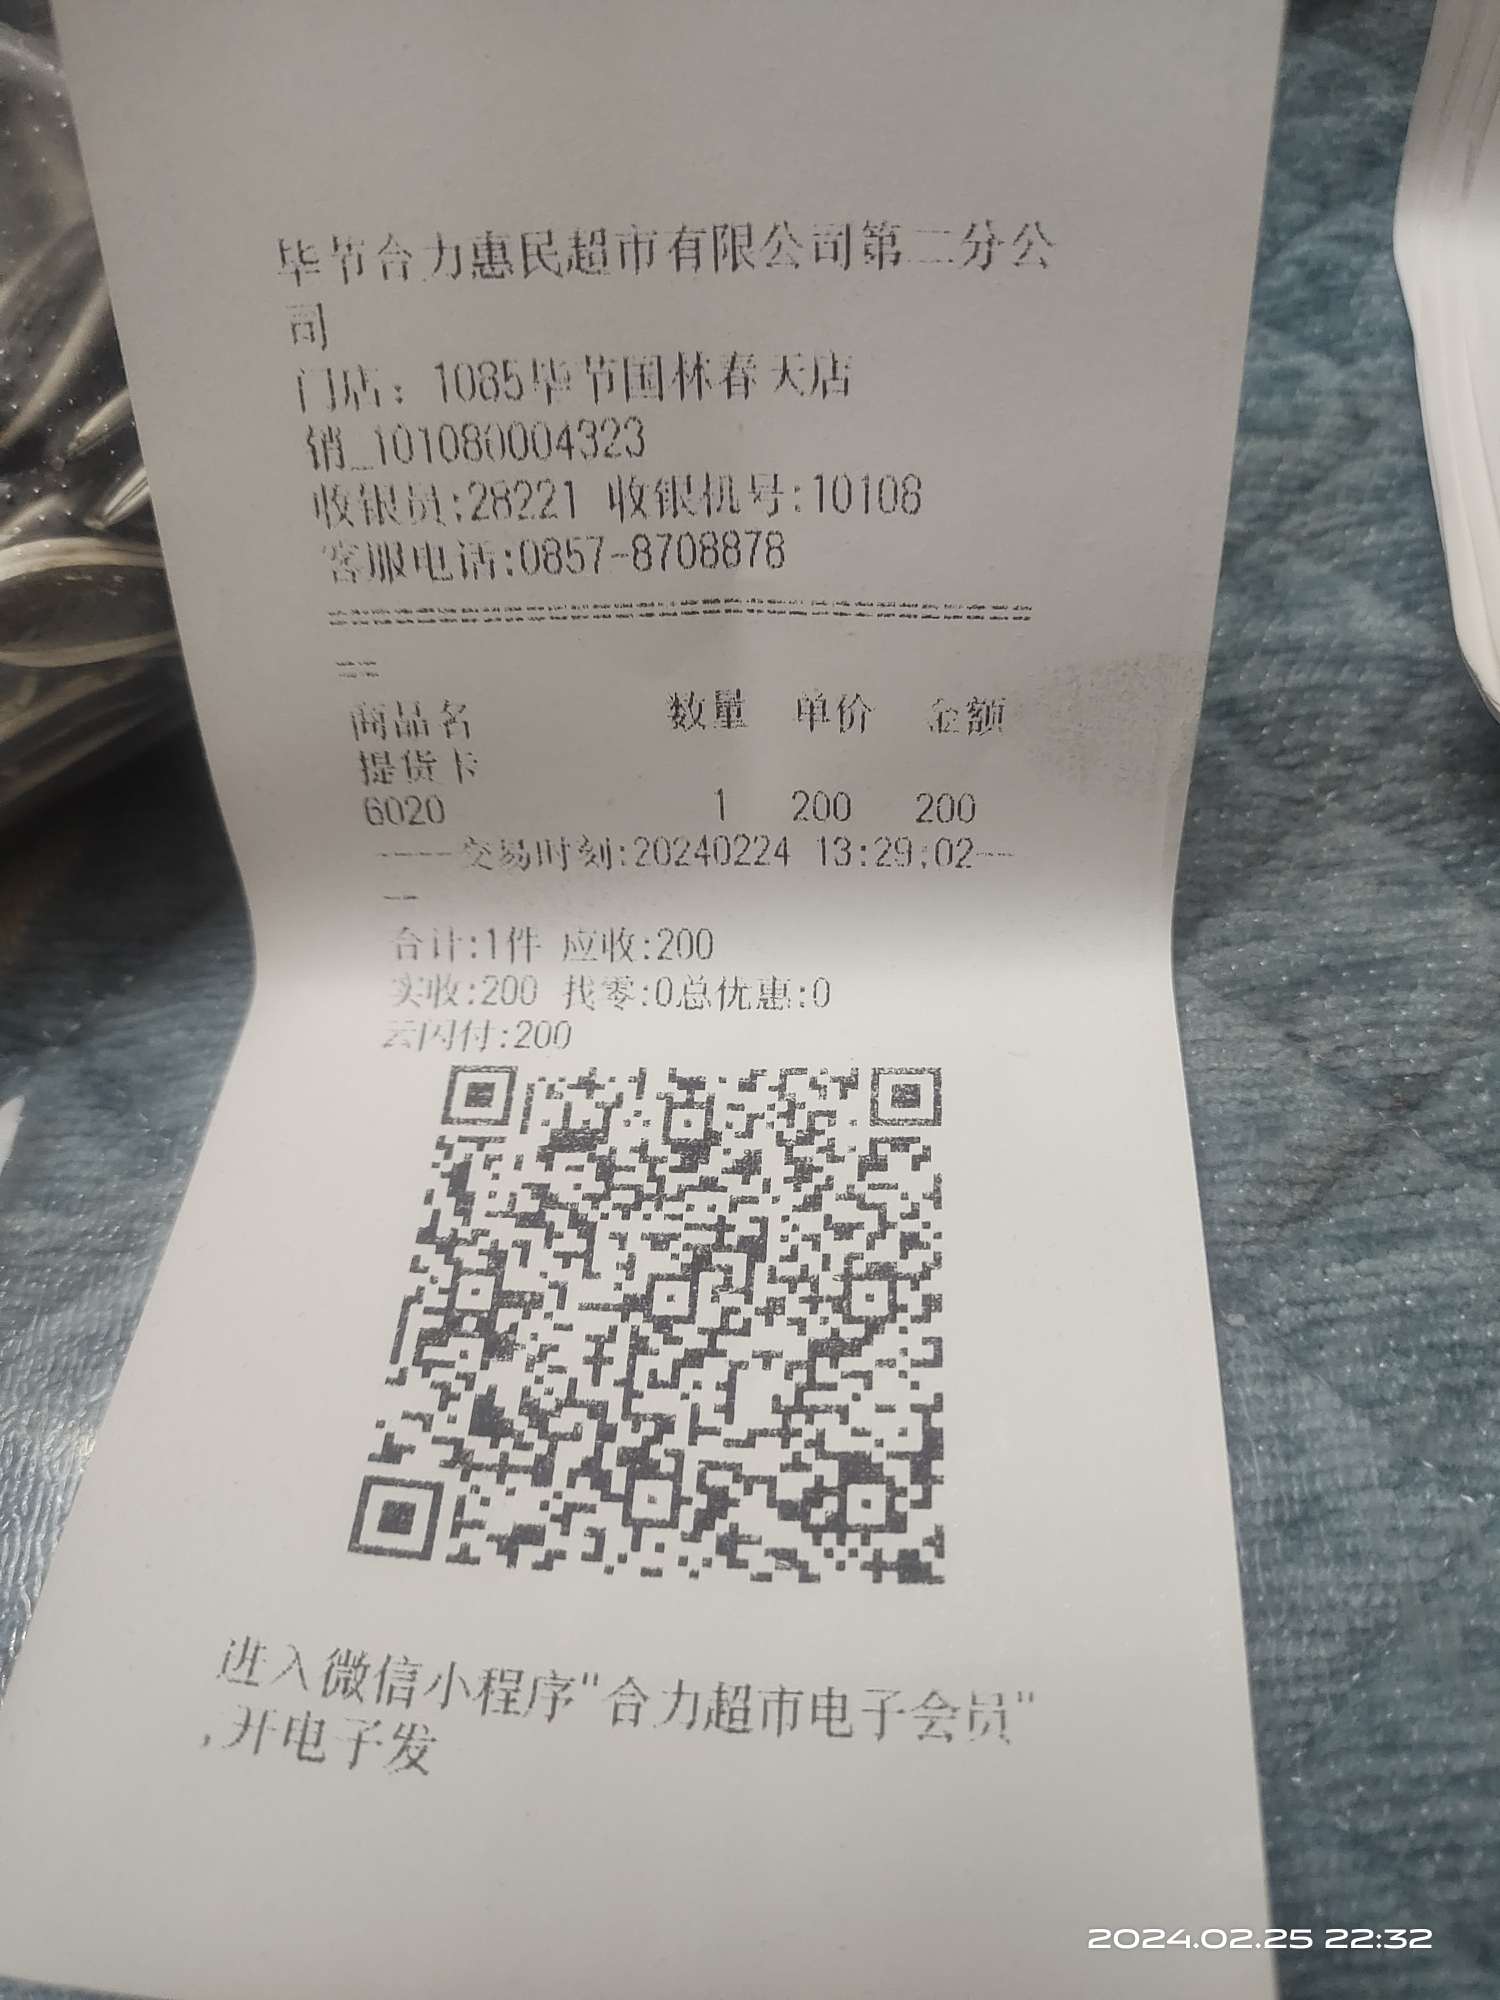 毕节合力惠民超市有限公司第二分公
司
门店：1085毕节国林春天店
销_101080004323
收银员:28221 收银机号:10108
客服电话:0857-8708878
商品名 数量 单价 金额
提货卡
6020 1 200 200
----交易时刻:20240224 13:29:02--
--
合计:1件 应收:200
实收:200 找零:0总优惠:0
云闪付:200
进入微信小程序"合力超市电子会员"
,开电子发
2024.02.25 22:32